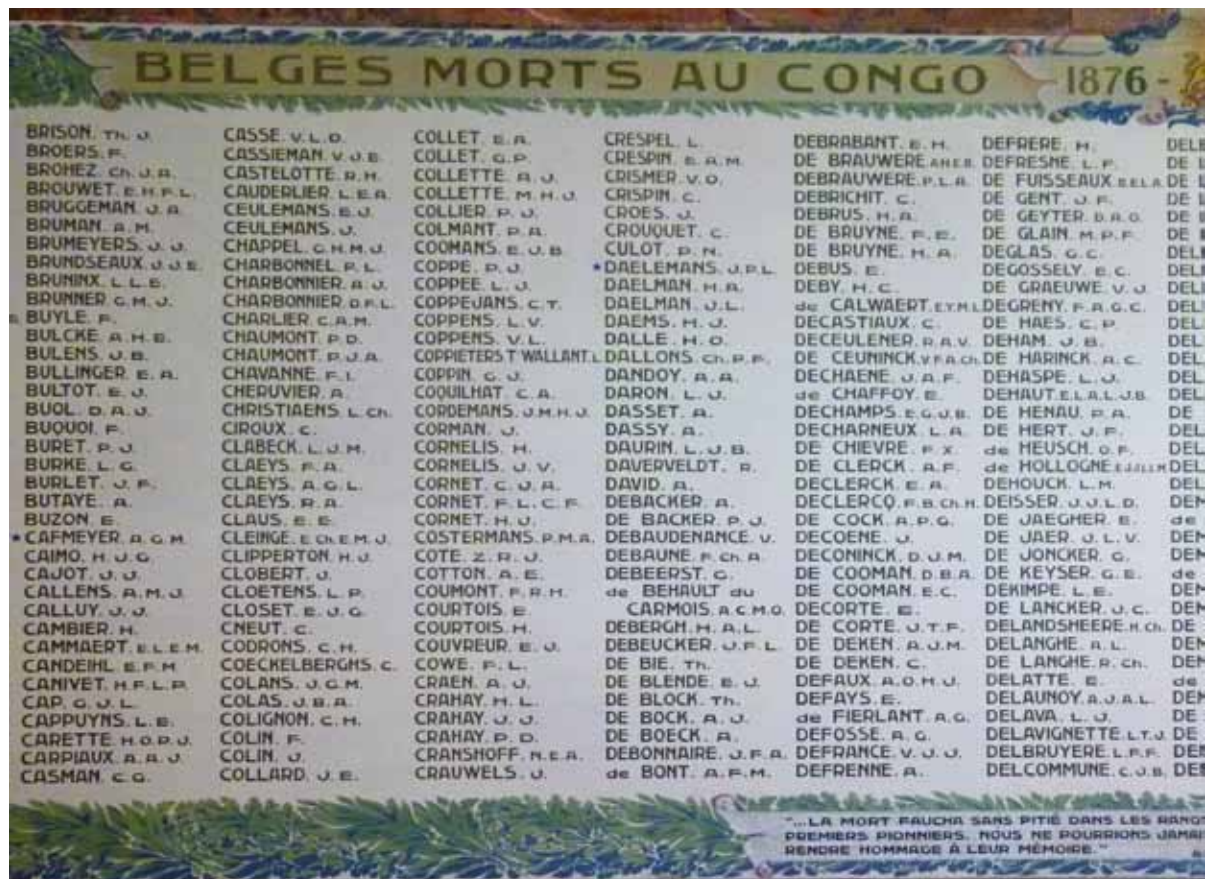 BELGES MORTS AU CONGO 1876 -
BRISON. Th. J.
BROERS. F.
BROHEZ. Ch. J. A.
BROUWET. E.H.F.L.
BRUGGEMAN. J. A.
BRUMAN. A. M.
BRUMEYERS. J. J.
BRUNDSEAUX. J.J.E.
BRUNINX. L.L.E.
BRUNNER. G.M.J.
BUYLE. F.
BULCKE. A.H.E.
BULENS. J.B.
BULLINGER. E.A.
BULTOT. E.J.
BUOL. D.A.J.
BUQUOI. F.
BURET. P.J.
BURKE. L.G.
BURLET. J.F.
BUTAYE. A.
BUZON. E.
*CAFMEYER. A.G.M.
CAIMO. H.J.G
CAJOT. J.J.
CALLENS. A.M.J.
CALLUY. J.J.
CAMBIER. H.
CAMMAERT. E.L.E.M.
CANDEIHL. E.F.M
CANIVET. H.F.L.P.
CAP. G.J.L.
CAPPUYNS. L.E.
CARETTE. H.O.P.J.
CARPIAUX. A.A.J.
CASMAN. C.G.
CASSE. V.L.D.
CASSIEMAN. V.J.E.
CASTELOTTE. R.H.
CAUDERLIER. L.E.A.
CEULEMANS. E.J.
CEULEMANS. J.
CHAPPEL. G.H.M.J.
CHARBONNEL. P.L.
CHARBONNIER. A.J.
CHARBONNIER. D.F.L.
CHARLIER. C.A.M.
CHAUMONT. P.D.
CHAUMONT. P.J.A.
CHAVANNE. F.L.
CHERUVIER. A.
CHRISTIAENS. L.Ch.
CIROUX. C.
CLABECK. L.J.M.
CLAEYS. F.A.
CLAEYS. A.G.L.
CLAEYS. R.A.
CLAUS. E.E.
CLEINGE. E.Ch.E.M.J.
CLIPPERTON. H.J.
CLOBERT. J.
CLOETENS. L.P.
CLOSET. E.J.G.
CNEUT. C.
CODRONS. C.H.
COECKELBERGHS. C.
COLANS. J.G.M.
COLAS. J.B.A.
COLIGNON. C.H.
COLIN. F.
COLIN. J.
COLLARD. J.E.
COLLET. E.A.
COLLET. G.P.
COLLETTE. A.J.
COLLETTE. M.H.J.
COLLIER. P.J.
COLMANT. P.A.
COOMANS. E.J.B.
COPPE. P.J.
COPPEE. L.J.
COPPEJANS. C.T.
COPPENS. L.V.
COPPENS. V.L.
COPPIETERS T WALLANT. L
COPPIN. G.J.
COQUILHAT. C.A.
CORDEMANS. J.M.H.J.
CORMAN. J.
CORNELIS. H.
CORNELIS. J.V.
CORNET. C.J.A.
CORNET. F.L.C.F.
CORNET. H.J.
COSTERMANS. P.M.A.
COTE. Z.R.J.
COTTON. A.E.
COUMONT. F.R.H.
COURTOIS. E.
COURTOIS. H.
COUVREUR. E.J.
COWE. F.L.
CRAEN. A.J.
CRAHAY. H.L.
CRAHAY. J.J.
CRAHAY. P.D.
CRANSHOFF. N.E.A.
CRAUWELS. J.
CRESPEL. L.
CRESPIN. E.A.M.
CRISMER. V.O.
CRISPIN. C.
CROES. J.
CROUQUET. C.
CULOT. P.N.
*DAELEMANS. J.P.L.
DAELMAN. H.A.
DAELMAN. J.L.
DAEMS. H.J.
DALLE. H.O.
DALLONS. Ch.P.F.
DANDOY. A.A.
DARON. L.J.
DASSET. A.
DASSY. A.
DAURIN. L.J.B.
DAVERVELDT. R.
DAVID. A.
DEBACKER. A.
DE BACKER. P.J.
DEBAUDENANCE. V.
DEBAUNE. F.Ch.A.
DEBEERST. G.
de BEHAULT du
CARMOIS. A.C.M.O.
DEBERGH. H.A.L.
DEBEUCKER. J.F.L.
DE BIE. Th.
DE BLENDE. E.J.
DE BLOCK. Th.
DE BOCK. A.J.
DE BOECK. A.
DEBONNAIRE. J.F.A.
de BONT. A.F.M.
DEBRABANT. E.H.
DE BRAUWERE. A.H.E.B.
DEBRAUWERE. P.L.A.
DEBRICHIT. C.
DEBRUS. H.A.
DE BRUYNE. F.E.
DE BRUYNE. H.A.
DEBUS. E.
DEBY. H.C.
de CALWAERT. E.Y.M.L
DECASTIAUX. C.
DECEULENER. R.A.V.
DE CEUNINCK. V.F.A.Ch.
DECHAENE. J.A.F.
de CHAFFOY. E.
DECHAMPS. E.G.J.B.
DECHARNEUX. L.A.
DE CHIEVRE. F.X.
DE CLERCK. A.F.
DECLERCK. E.A.
DECLERCQ. F.B.Ch.H.
DE COCK. A.P.G.
DECOENE. J.
DECONINCK. D.J.M.
DE COOMAN. D.B.A.
DE COOMAN. E.C.
DECORTE. E.
DE CORTE. J.T.F.
DE DEKEN. A.J.M.
DE DEKEN. C.
DEFAUX. A.O.H.J.
DEFAYS. E.
de FIERLANT. A.G.
DEFOSSE. A.G.
DEFRANCE. V.J.J.
DEFRENNE. A.
DEFRERE. H.
DEFRESNE. L.F.
DE FUISSEAUX. B.E.L.A.
DE GENT. J.F.
DE GEYTER. D.A.O.
DE GLAIN. M.P.F.
DEGLAS. G.C.
DEGOSSELY. E.C.
DE GRAEUWE. V.J.
DEGRENY. F.A.G.C.
DE HAES. C.P.
DEHAM. J.B.
DE HARINCK. A.C.
DEHASPE. L.J.
DEHAUT. E.L.A.L.J.B.
DE HENAU. P.A.
DE HERT. J.F.
de HEUSCH. O.F.
de HOLLOGNE.
DEHOUCK. L.M.
DEISSER. J.J.L.D.
DE JAEGHER. E.
DE JAER. J.L.V.
DE JONCKER. G.
DE KEYSER. G.E.
DEKIMPE. L.E.
DE LANCKER. J.C.
DELANDSHEERE. H.Ch.
DELANGHE. A.L.
DE LANGHE. R.Ch.
DELATTE. E.
DELAUNOY. A.J.A.L.
DELAVA. L.J.
DELAVIGNETTE. L.T.J.
DELBRUYERE. L.F.F.
DELCOMMUNE. C.J.B.
"...LA MORT FAUCHA SANS PITIÉ DANS LES RANGS
PREMIERS PIONNIERS. NOUS NE POURRIONS JAMAIS
RENDRE HOMMAGE À LEUR MÉMOIRE."